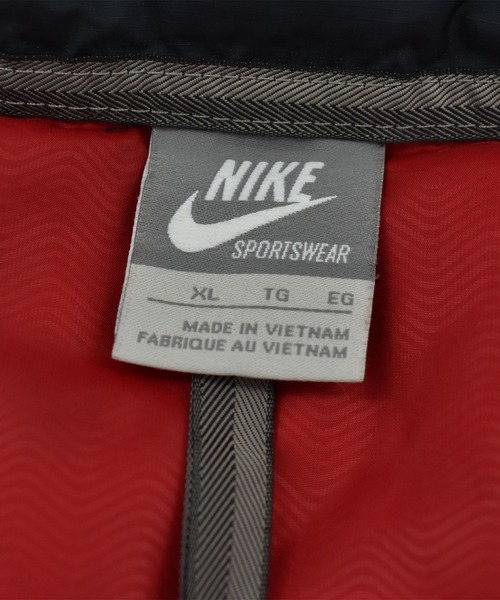 NIKE
SPORTSWEAR
XL TG EG
MADE IN VIETNAM
FABRIQUE AU VIETNAM